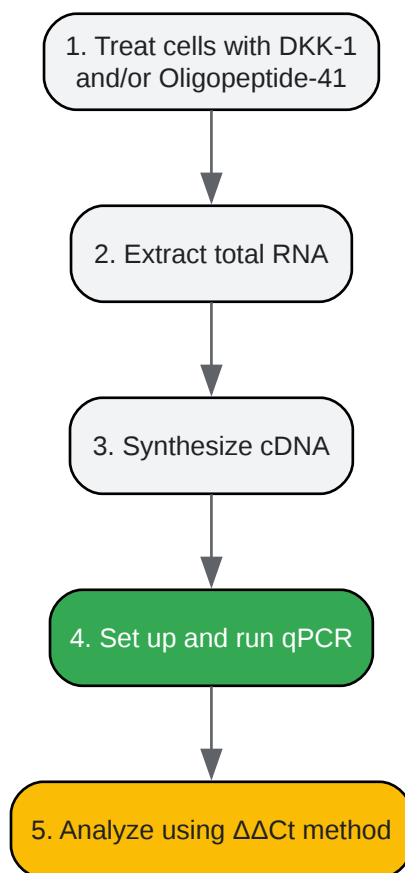 1. Treat cells with DKK-1
and/or Oligopeptide-41
2. Extract total RNA
3. Synthesize cDNA
4. Set up and run qPCR
5. Analyze using ΔΔCt method